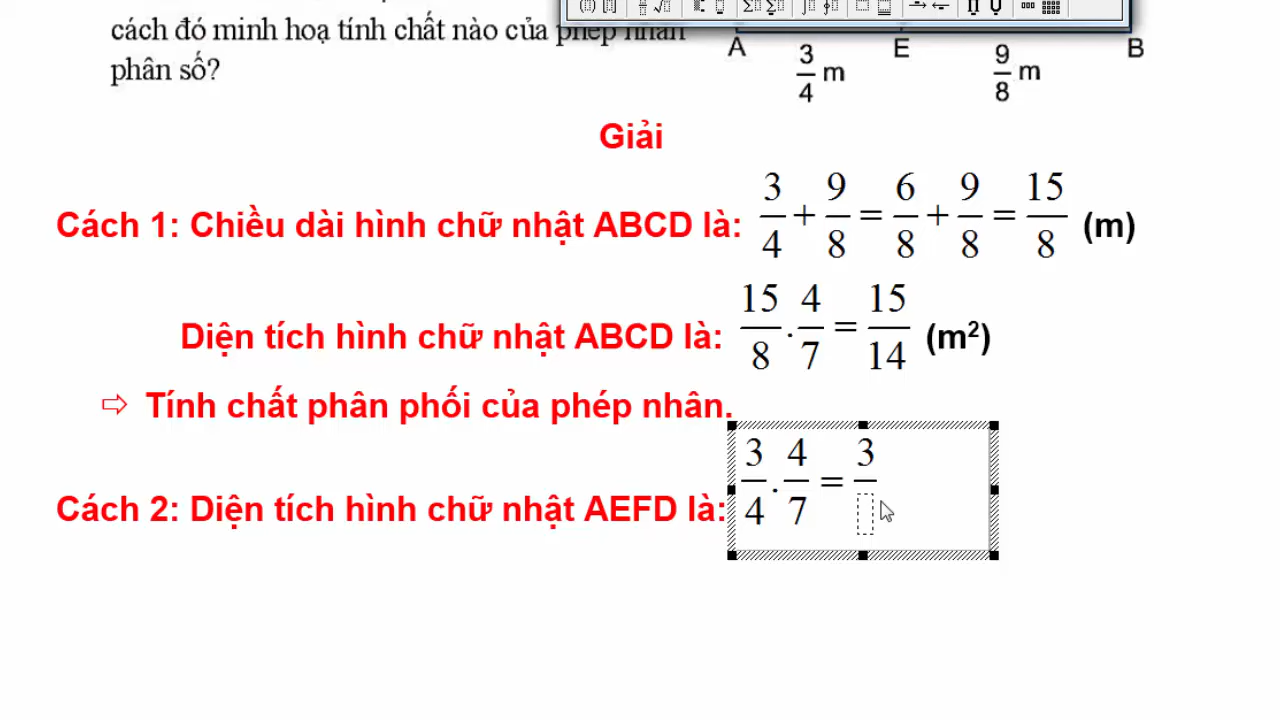 cách đó minh hoạ tính chất nào của phép nhân
phân số?
A E B
3/4 m 9/8 m
Giải
Cách 1: Chiều dài hình chữ nhật ABCD là: 3/4 + 9/8 = 6/8 + 9/8 = 15/8 (m)
Diện tích hình chữ nhật ABCD là: 15/8 . 4/7 = 15/14 (m²)
⇨ Tính chất phân phối của phép nhân.
Cách 2: Diện tích hình chữ nhật AEFD là: 3/4 . 4/7 = 3/